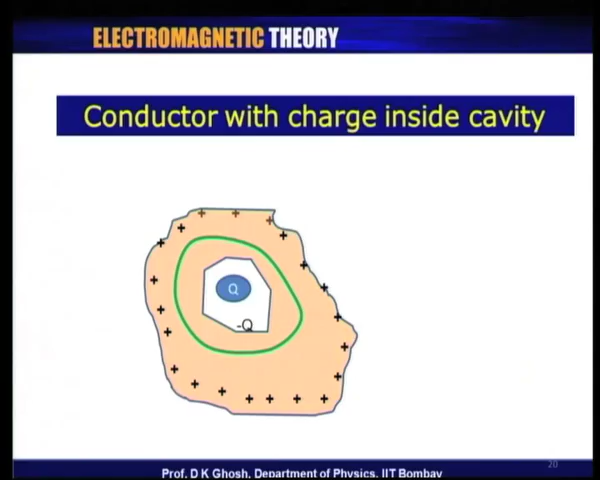 ELECTROMAGNETIC THEORY
Conductor with charge inside cavity
Q
-Q
20
Prof. D K Ghosh, Department of Physics, IIT Bombay